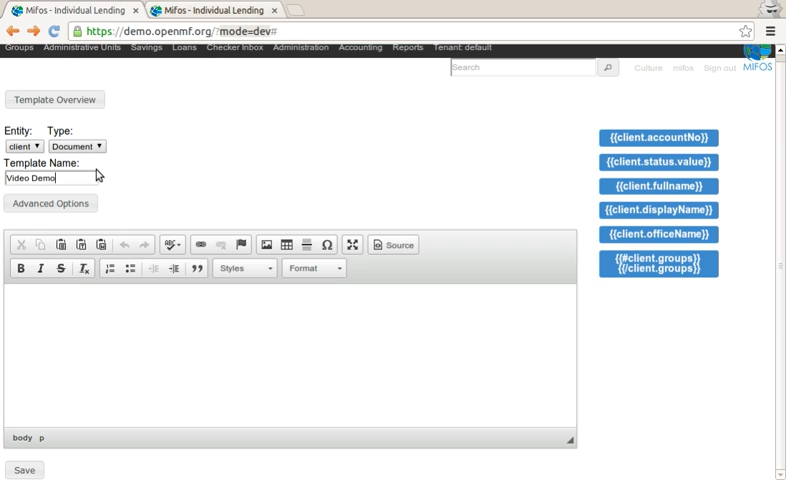 Mifos - Individual Lending
Mifos - Individual Lending
https://demo.openmf.org/?mode=dev#
Groups Administrative Units Savings Loans Checker Inbox Administration Accounting Reports Tenant: default
Search
Culture mifos Sign out MIFOS
Template Overview
Entity: Type:
client Document
Template Name:
Video Demo
Advanced Options
ABC Source
B I S Tx Styles Format
body p
Save
{{client.accountNo}}
{{client.status.value}}
{{client.fullname}}
{{client.displayName}}
{{client.officeName}}
{{#client.groups}}
{{/client.groups}}